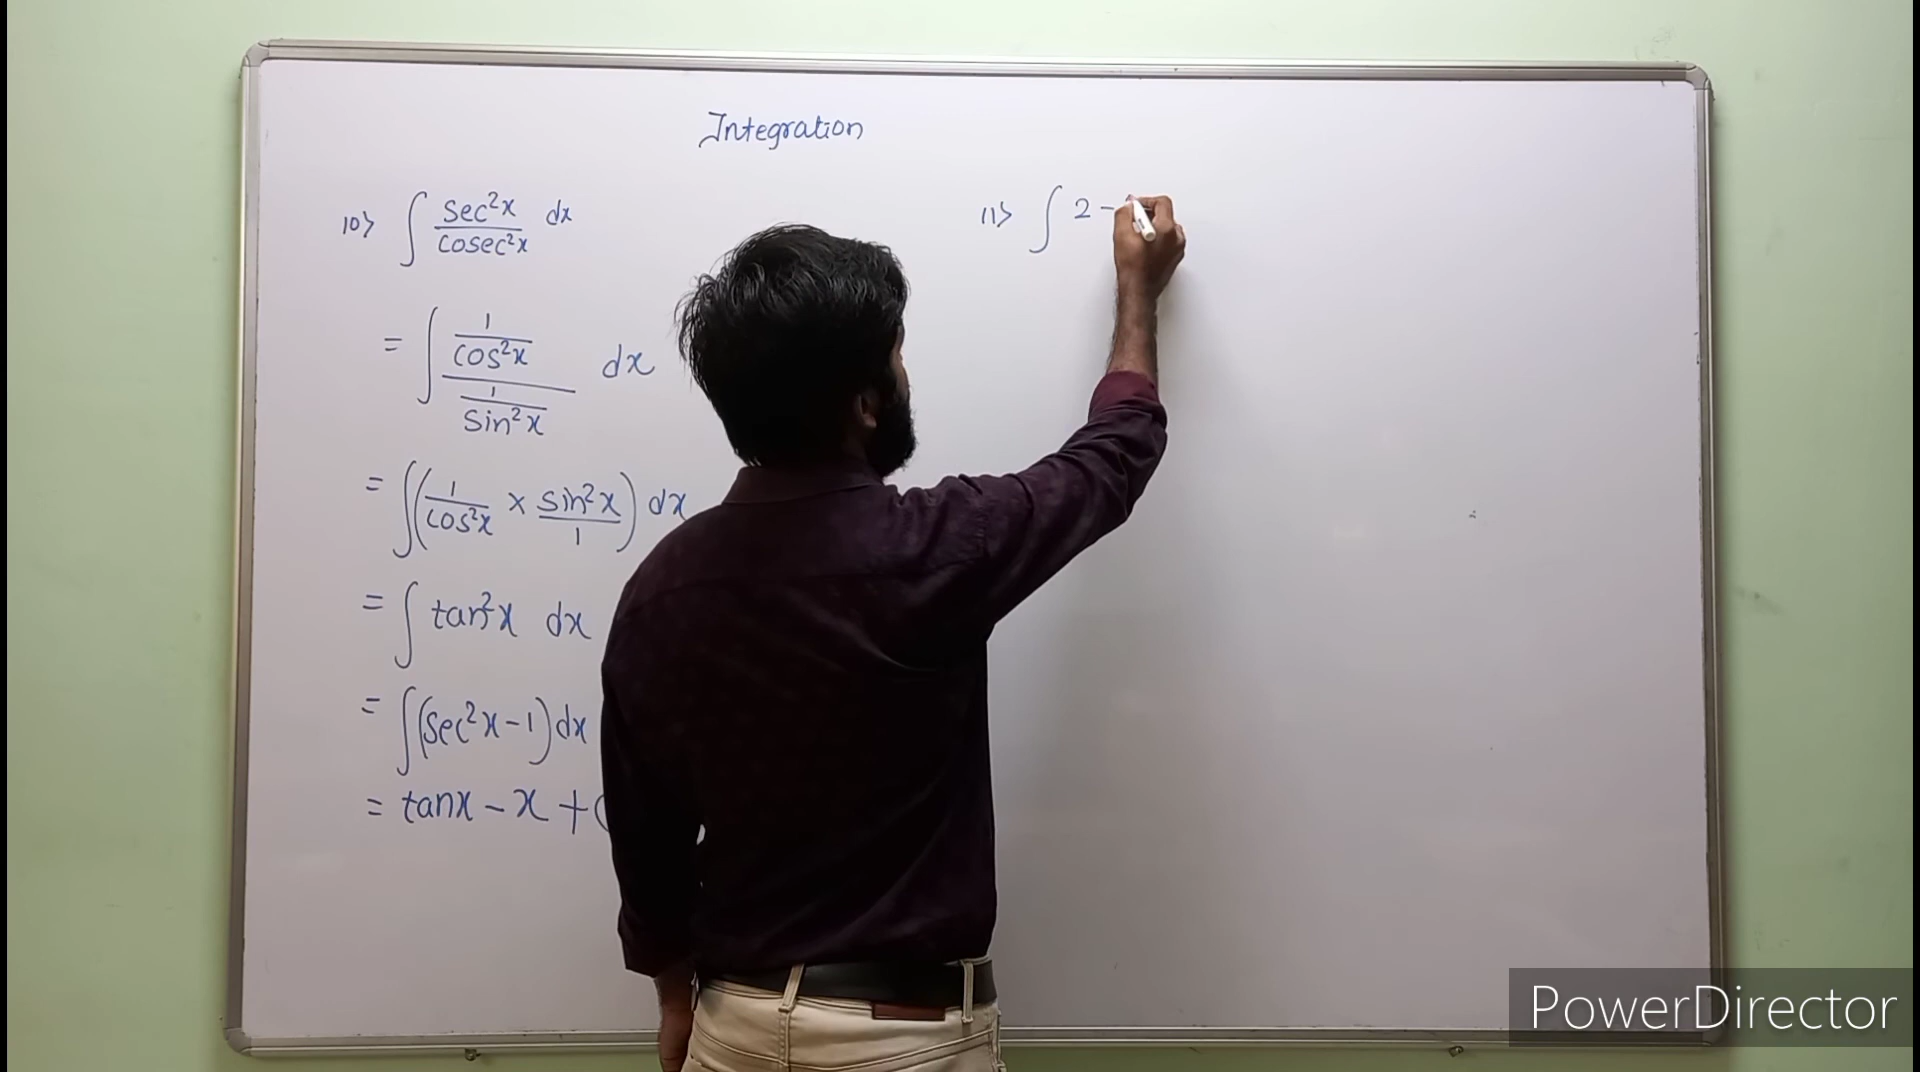 Integration
10> ∫ sec²x / cosec²x dx
= ∫ (1 / cos²x) / (1 / sin²x) dx
= ∫ (1 / cos²x × sin²x / 1) dx
= ∫ tan²x dx
= ∫ (sec²x - 1) dx
= tanx - x +
11> ∫ 2 -
PowerDirector